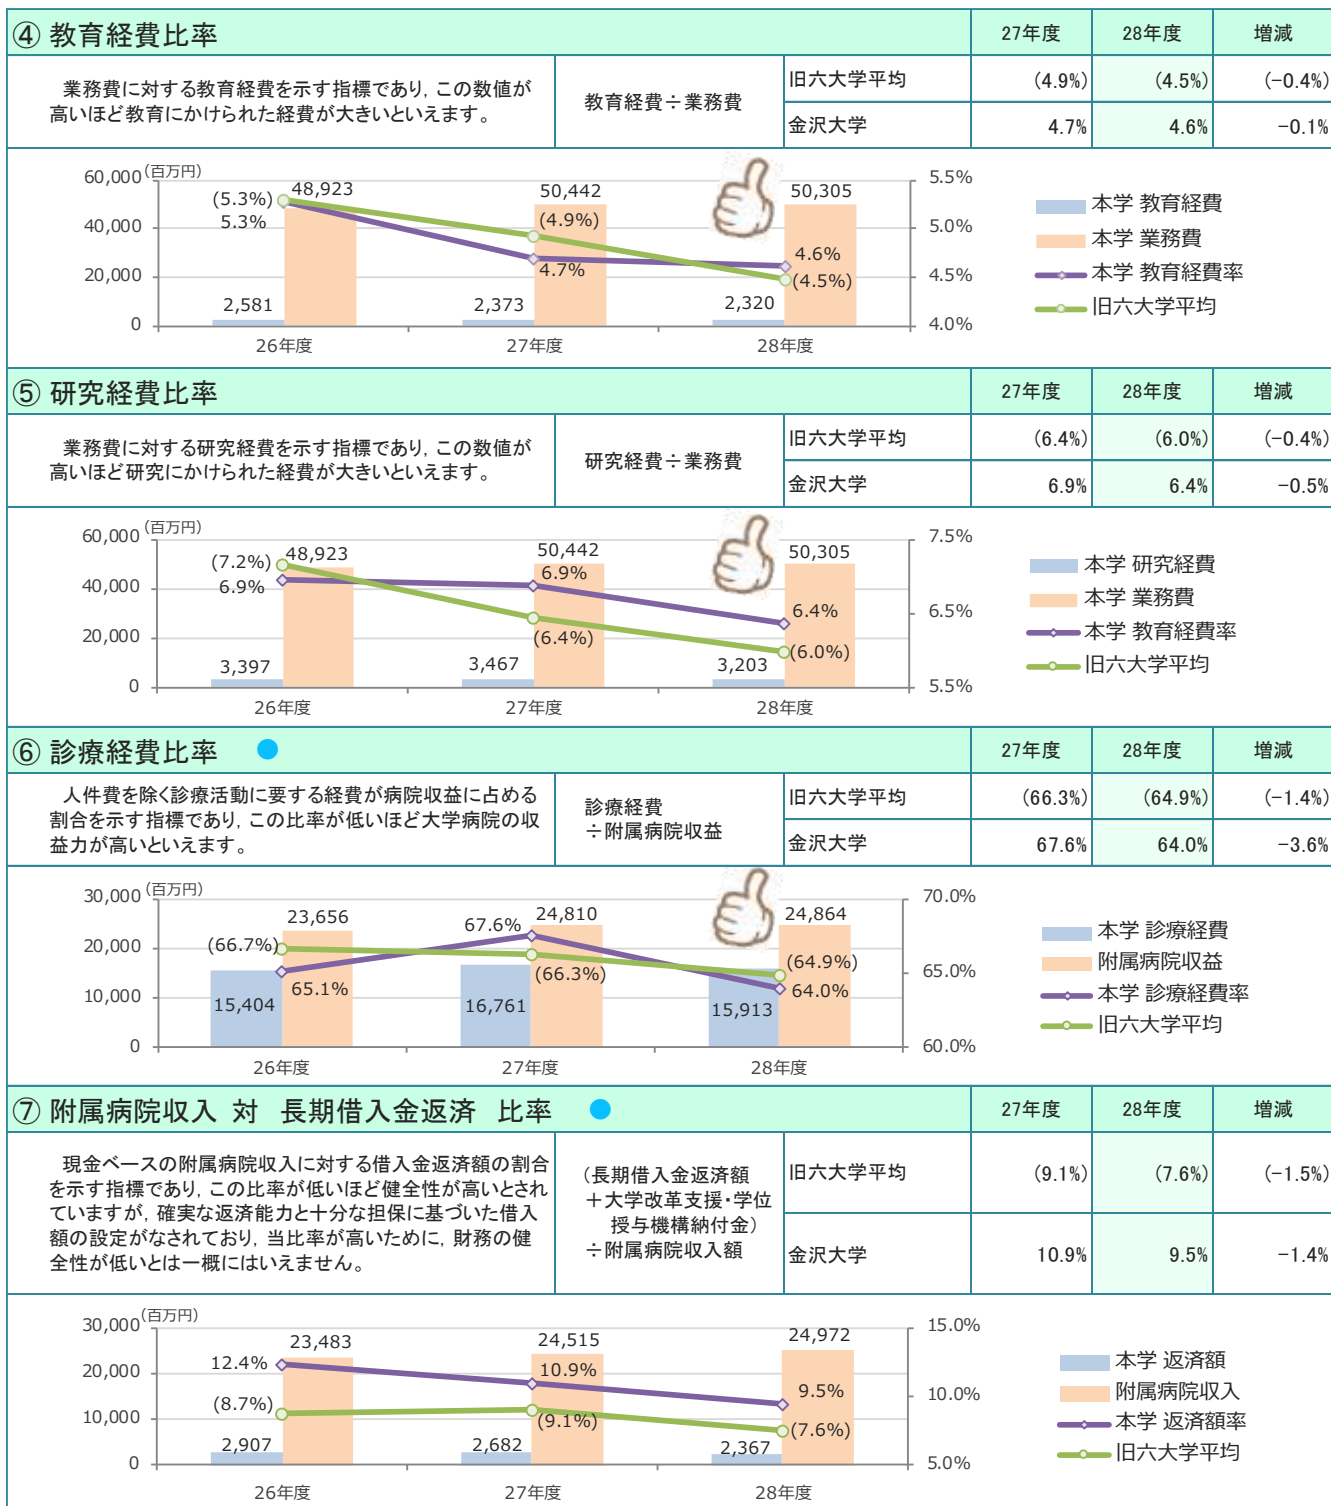 ④ 教育経費比率 27年度 28年度 増減
業務費に対する教育経費を示す指標であり，この数値が
高いほど教育にかけられた経費が大きいといえます。
教育経費÷業務費
旧六大学平均 (4.9%) (4.5%) (−0.4%)
金沢大学 4.7% 4.6% −0.1%
(百万円)
60,000
40,000
20,000
0
(5.3%)
5.3%
48,923
2,581
50,442
(4.9%)
4.7%
2,373
50,305
4.6%
(4.5%)
2,320
5.5%
5.0%
4.5%
4.0%
26年度 27年度 28年度
本学 教育経費
本学 業務費
本学 教育経費率
旧六大学平均
⑤ 研究経費比率 27年度 28年度 増減
業務費に対する研究経費を示す指標であり，この数値が
高いほど研究にかけられた経費が大きいといえます。
研究経費÷業務費
旧六大学平均 (6.4%) (6.0%) (−0.4%)
金沢大学 6.9% 6.4% −0.5%
(百万円)
60,000
40,000
20,000
0
(7.2%)
6.9%
48,923
3,397
50,442
6.9%
(6.4%)
3,467
50,305
6.4%
(6.0%)
3,203
7.5%
6.5%
5.5%
26年度 27年度 28年度
本学 研究経費
本学 業務費
本学 教育経費率
旧六大学平均
⑥ 診療経費比率 27年度 28年度 増減
人件費を除く診療活動に要する経費が病院収益に占める
割合を示す指標であり，この比率が低いほど大学病院の収
益力が高いといえます。
診療経費
÷附属病院収益
旧六大学平均 (66.3%) (64.9%) (−1.4%)
金沢大学 67.6% 64.0% −3.6%
(百万円)
30,000
20,000
10,000
0
(66.7%)
23,656
65.1%
15,404
67.6%
24,810
(66.3%)
16,761
24,864
(64.9%)
64.0%
15,913
70.0%
65.0%
60.0%
26年度 27年度 28年度
本学 診療経費
附属病院収益
本学 診療経費率
旧六大学平均
⑦ 附属病院収入 対 長期借入金返済 比率 27年度 28年度 増減
現金ベースの附属病院収入に対する借入金返済額の割合
を示す指標であり，この比率が低いほど健全性が高いとされ
ていますが，確実な返済能力と十分な担保に基づいた借入
額の設定がなされており，当比率が高いために，財務の健
全性が低いとは一概にはいえません。
(長期借入金返済額
＋大学改革支援・学位
授与機構納付金)
÷附属病院収入額
旧六大学平均 (9.1%) (7.6%) (−1.5%)
金沢大学 10.9% 9.5% −1.4%
(百万円)
30,000
20,000
10,000
0
12.4%
(8.7%)
23,483
2,907
24,515
10.9%
(9.1%)
2,682
24,972
9.5%
(7.6%)
2,367
15.0%
10.0%
5.0%
26年度 27年度 28年度
本学 返済額
附属病院収入
本学 返済額率
旧六大学平均